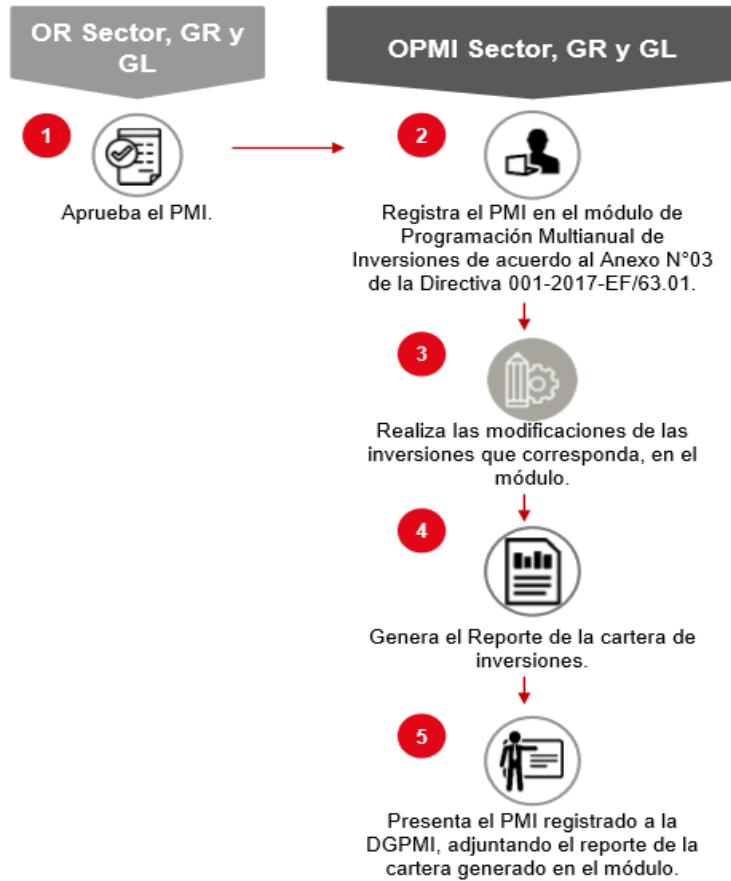 OR Sector, GR y
GL
OPMI Sector, GR y GL
1
Aprueba el PMI.
2
Registra el PMI en el módulo de
Programación Multianual de
Inversiones de acuerdo al Anexo N°03
de la Directiva 001-2017-EF/63.01.
3
Realiza las modificaciones de las
inversiones que corresponda, en el
módulo.
4
Genera el Reporte de la cartera de
inversiones.
5
Presenta el PMI registrado a la
DGPMI, adjuntando el reporte de la
cartera generado en el módulo.